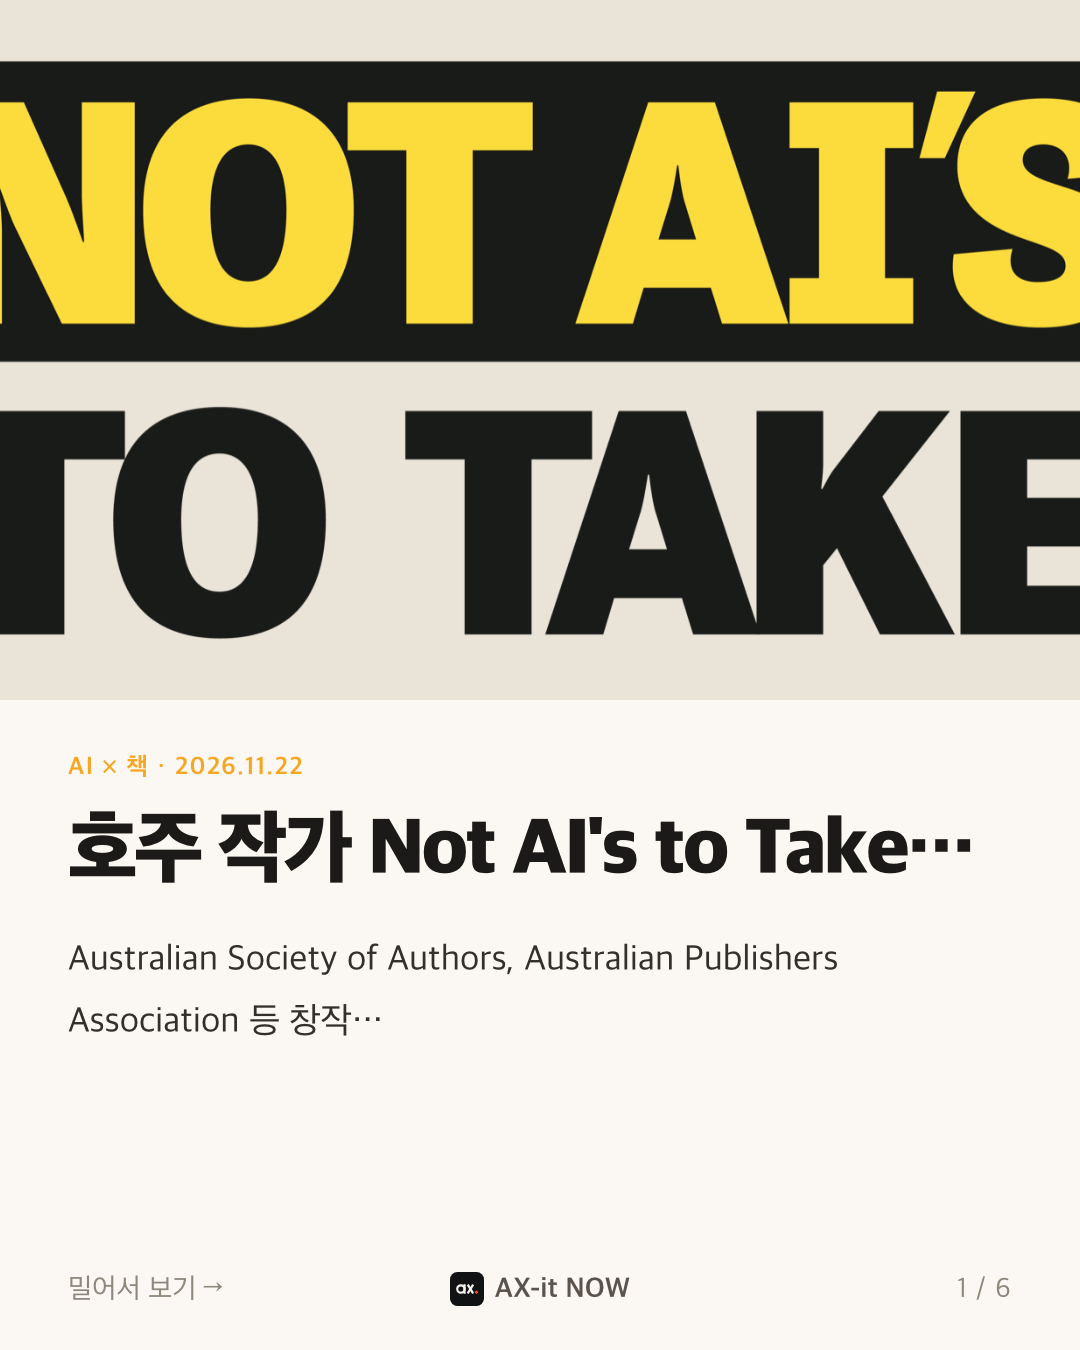 NOT AI'S
TO TAKE
AI × 책 · 2026.11.22
호주 작가 Not AI's to Take…
Australian Society of Authors, Australian Publishers
Association 등 창작…
밀어서 보기 →
ax. AX-it NOW
1 / 6